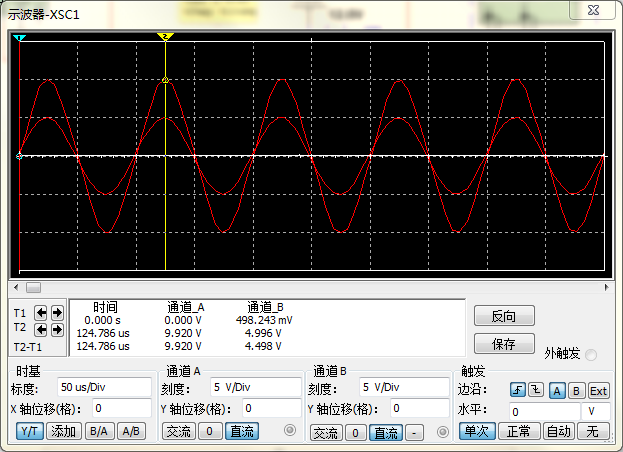 示波器-XSC1
1
2
时间 通道_A 通道_B
T1 0.000 s 0.000 V 498.243 mV
T2 124.786 us 9.920 V 4.996 V
T2-T1 124.786 us 9.920 V 4.498 V
反向
保存
外触发
时基 通道 A 通道 B 触发
标度: 50 us/Div 刻度: 5 V/Div 刻度: 5 V/Div 边沿: A B Ext
X 轴位移(格): 0 Y 轴位移(格): 0 Y 轴位移(格): 0 水平: 0 V
Y/T 添加 B/A A/B 交流 0 直流 交流 0 直流 - 单次 正常 自动 无